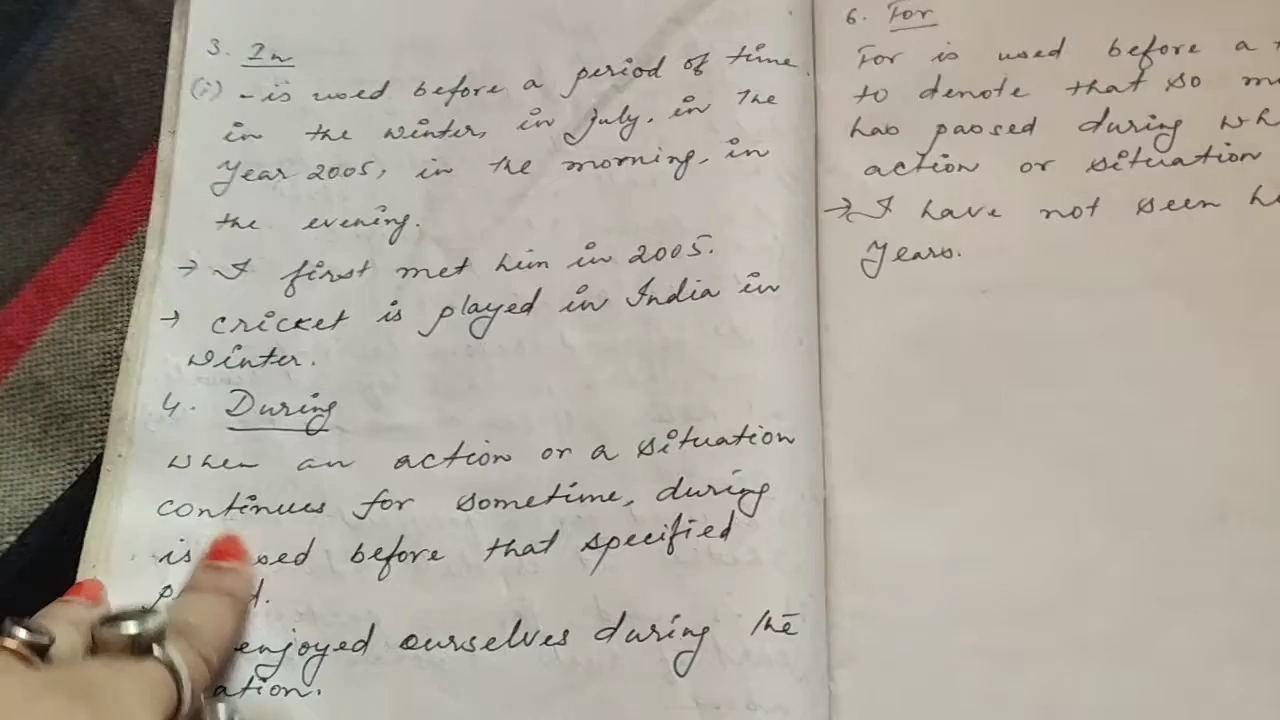 3. In
(i) - is used before a period of time
in the winter, in July, in the
Year 2005, in the morning, in
the evening.
→ I first met him in 2005.
→ cricket is played in India in
winter.
4. During
when an action or a situation
continues for sometime, during
is before that specified
enjoyed ourselves during the
6. For
For is used before a
to denote that so
has passed during
action or situation
→ I have not seen
Years.